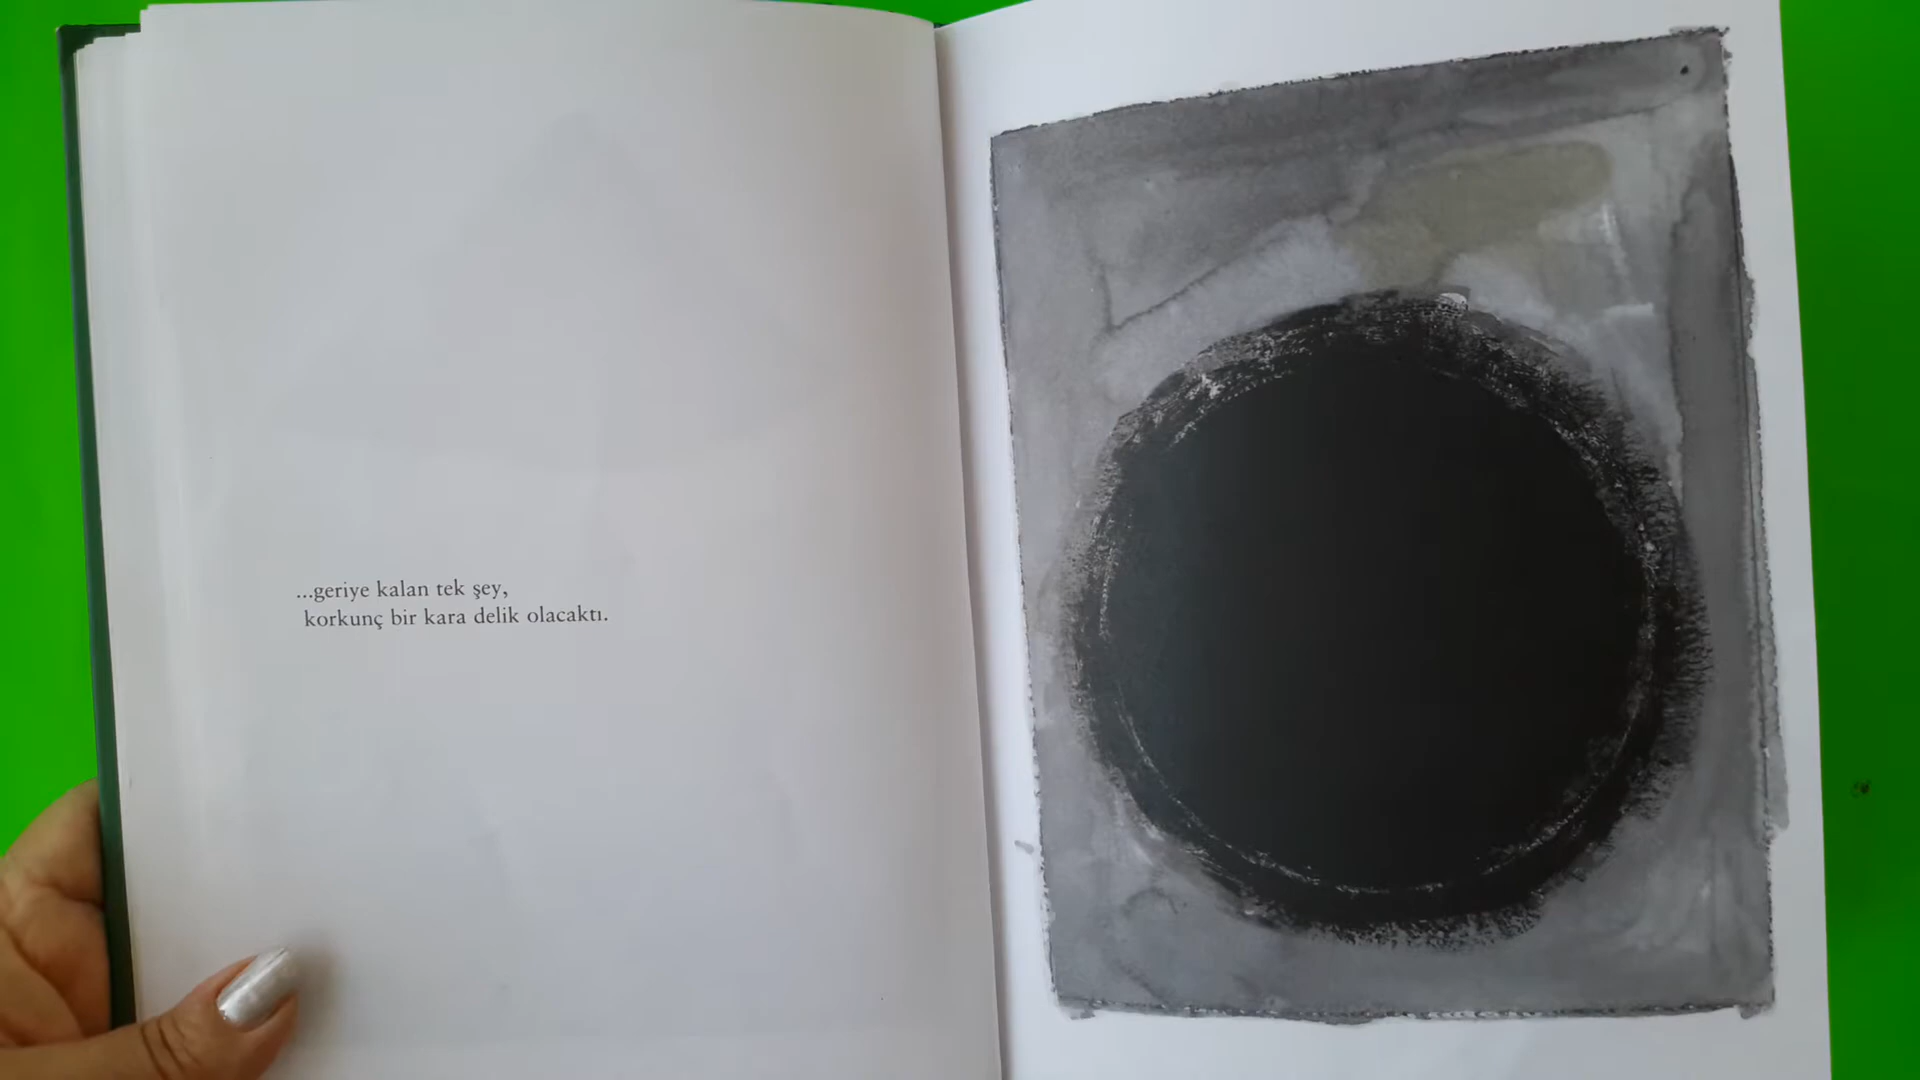 ...geriye kalan tek şey,
korkunç bir kara delik olacaktı.